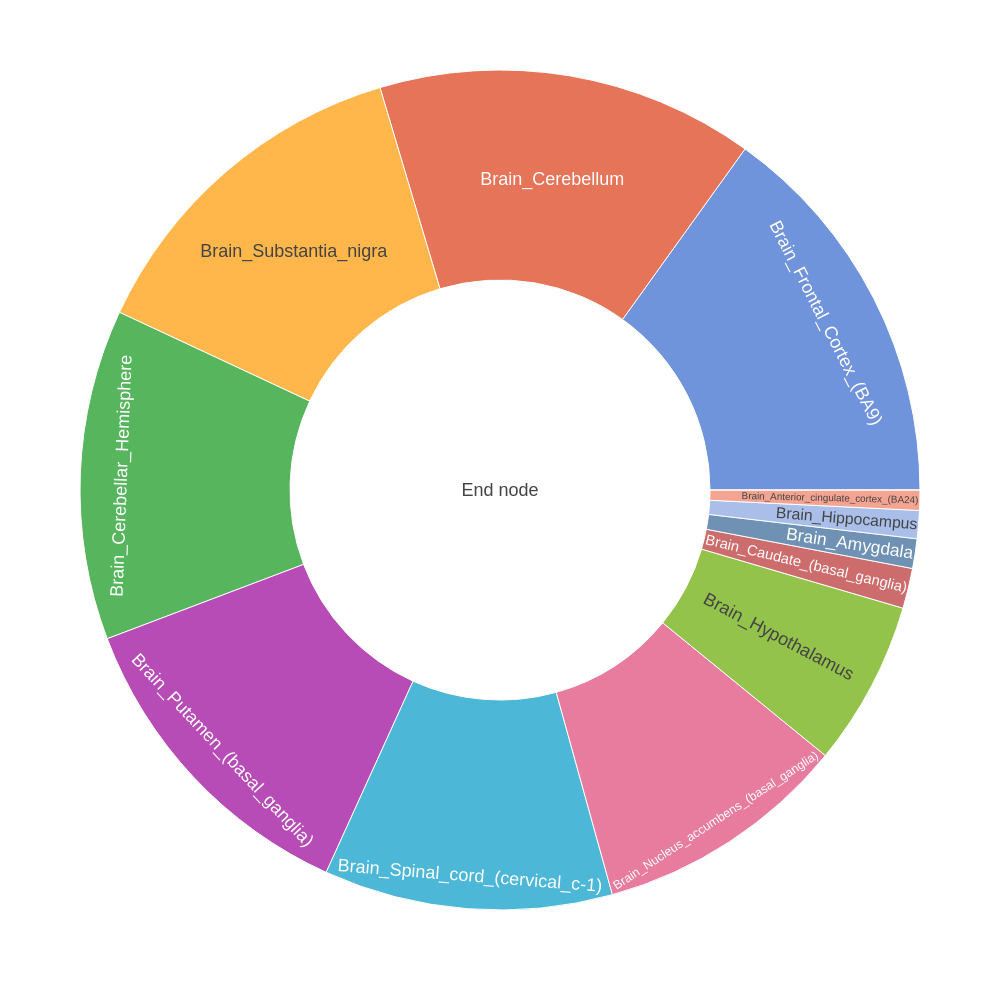 Brain_Cerebellum
Brain_Frontal_Cortex_(BA9)
Brain_Substantia_nigra
Brain_Cerebellar_Hemisphere
End node
Brain_Anterior_cingulate_cortex_(BA24)
Brain_Hippocampus
Brain_Amygdala
Brain_Caudate_(basal_ganglia)
Brain_Hypothalamus
Brain_Putamen_(basal_ganglia)
Brain_Nucleus_accumbens_(basal_ganglia)
Brain_Spinal_cord_(cervical_c-1)